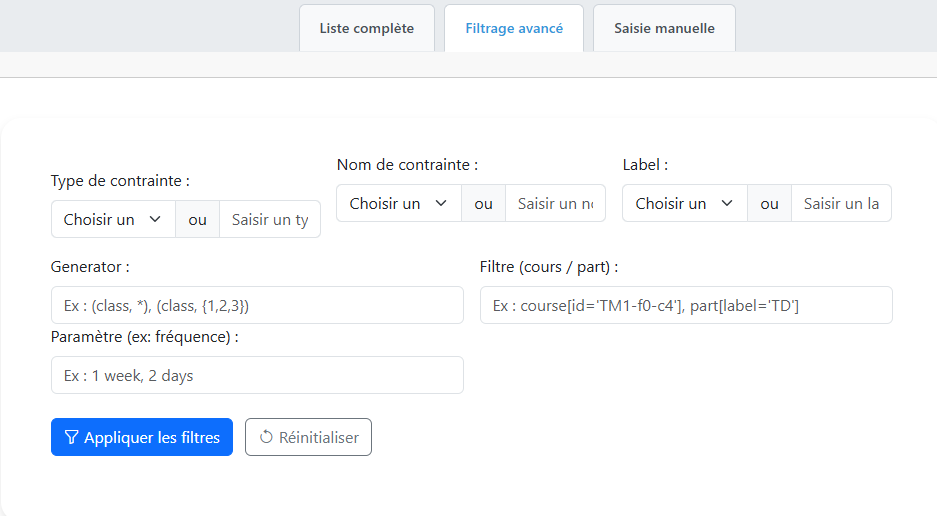 Liste complète
Filtrage avancé
Saisie manuelle
Type de contrainte :
Choisir un
ou
Saisir un ty
Nom de contrainte :
Choisir un
ou
Saisir un no
Label :
Choisir un
ou
Saisir un la
Generator :
Ex : (class, *), (class, {1,2,3})
Filtre (cours / part) :
Ex : course[id='TM1-f0-c4'], part[label='TD']
Paramètre (ex: fréquence) :
Ex : 1 week, 2 days
Appliquer les filtres
Réinitialiser